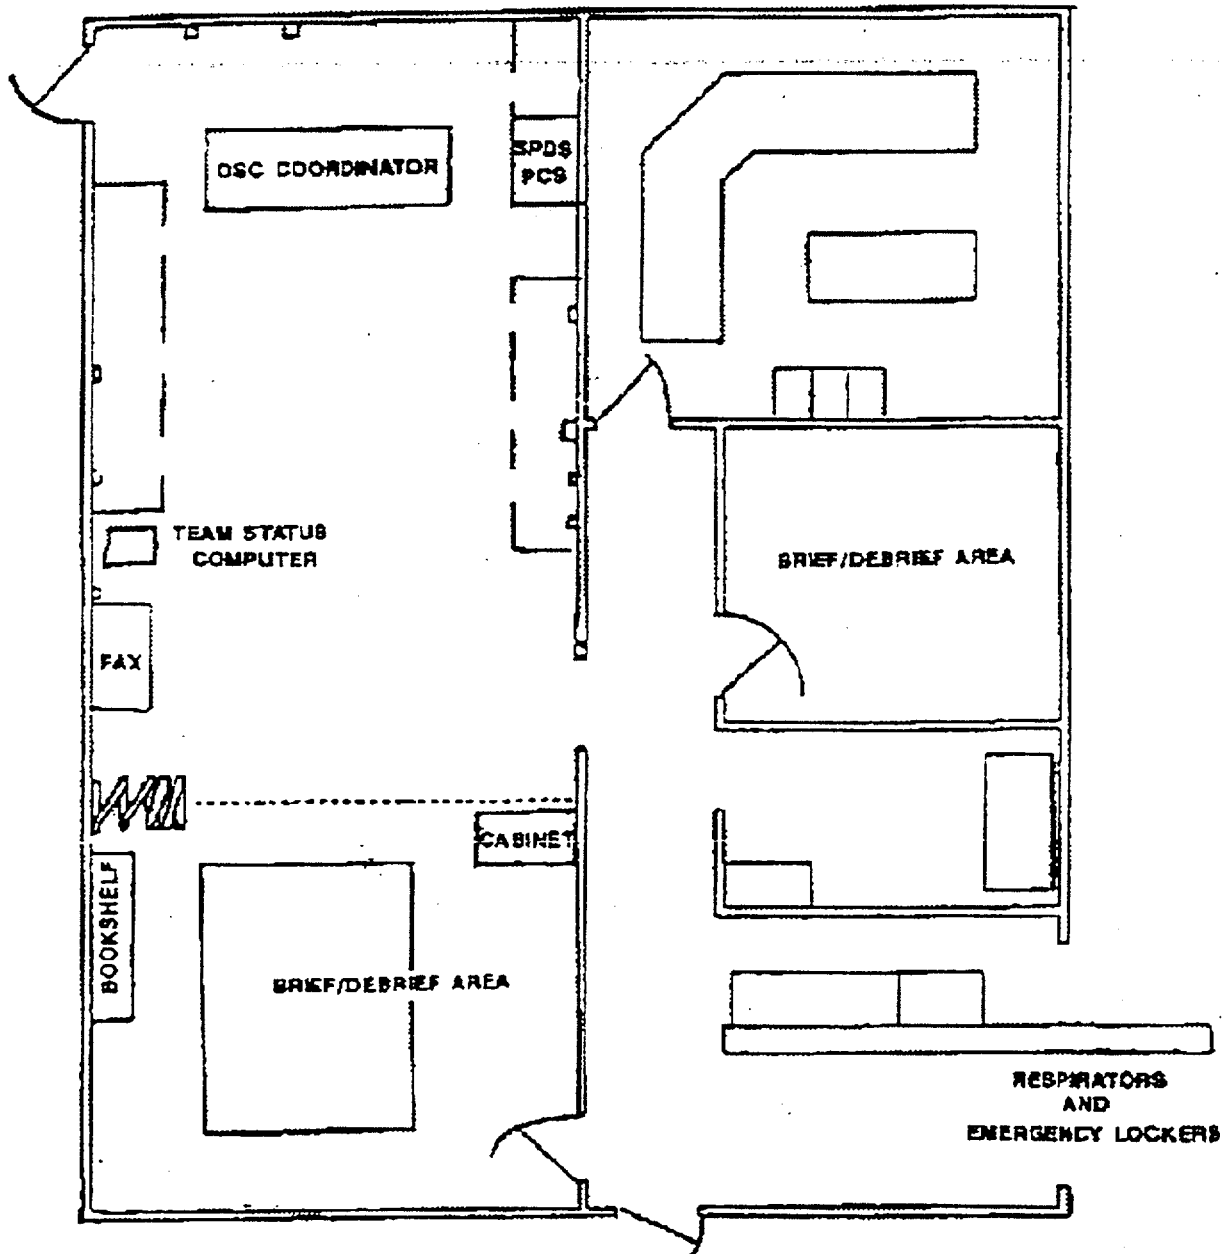 OSC COORDINATOR
SPDS
PCS
TEAM STATUS
COMPUTER
BRIEF/DEBRIEF AREA
FAX
CABINET
BOOKSHELF
BRIEF/DEBRIEF AREA
RESPIRATORS
AND
EMERGENCY LOCKERS